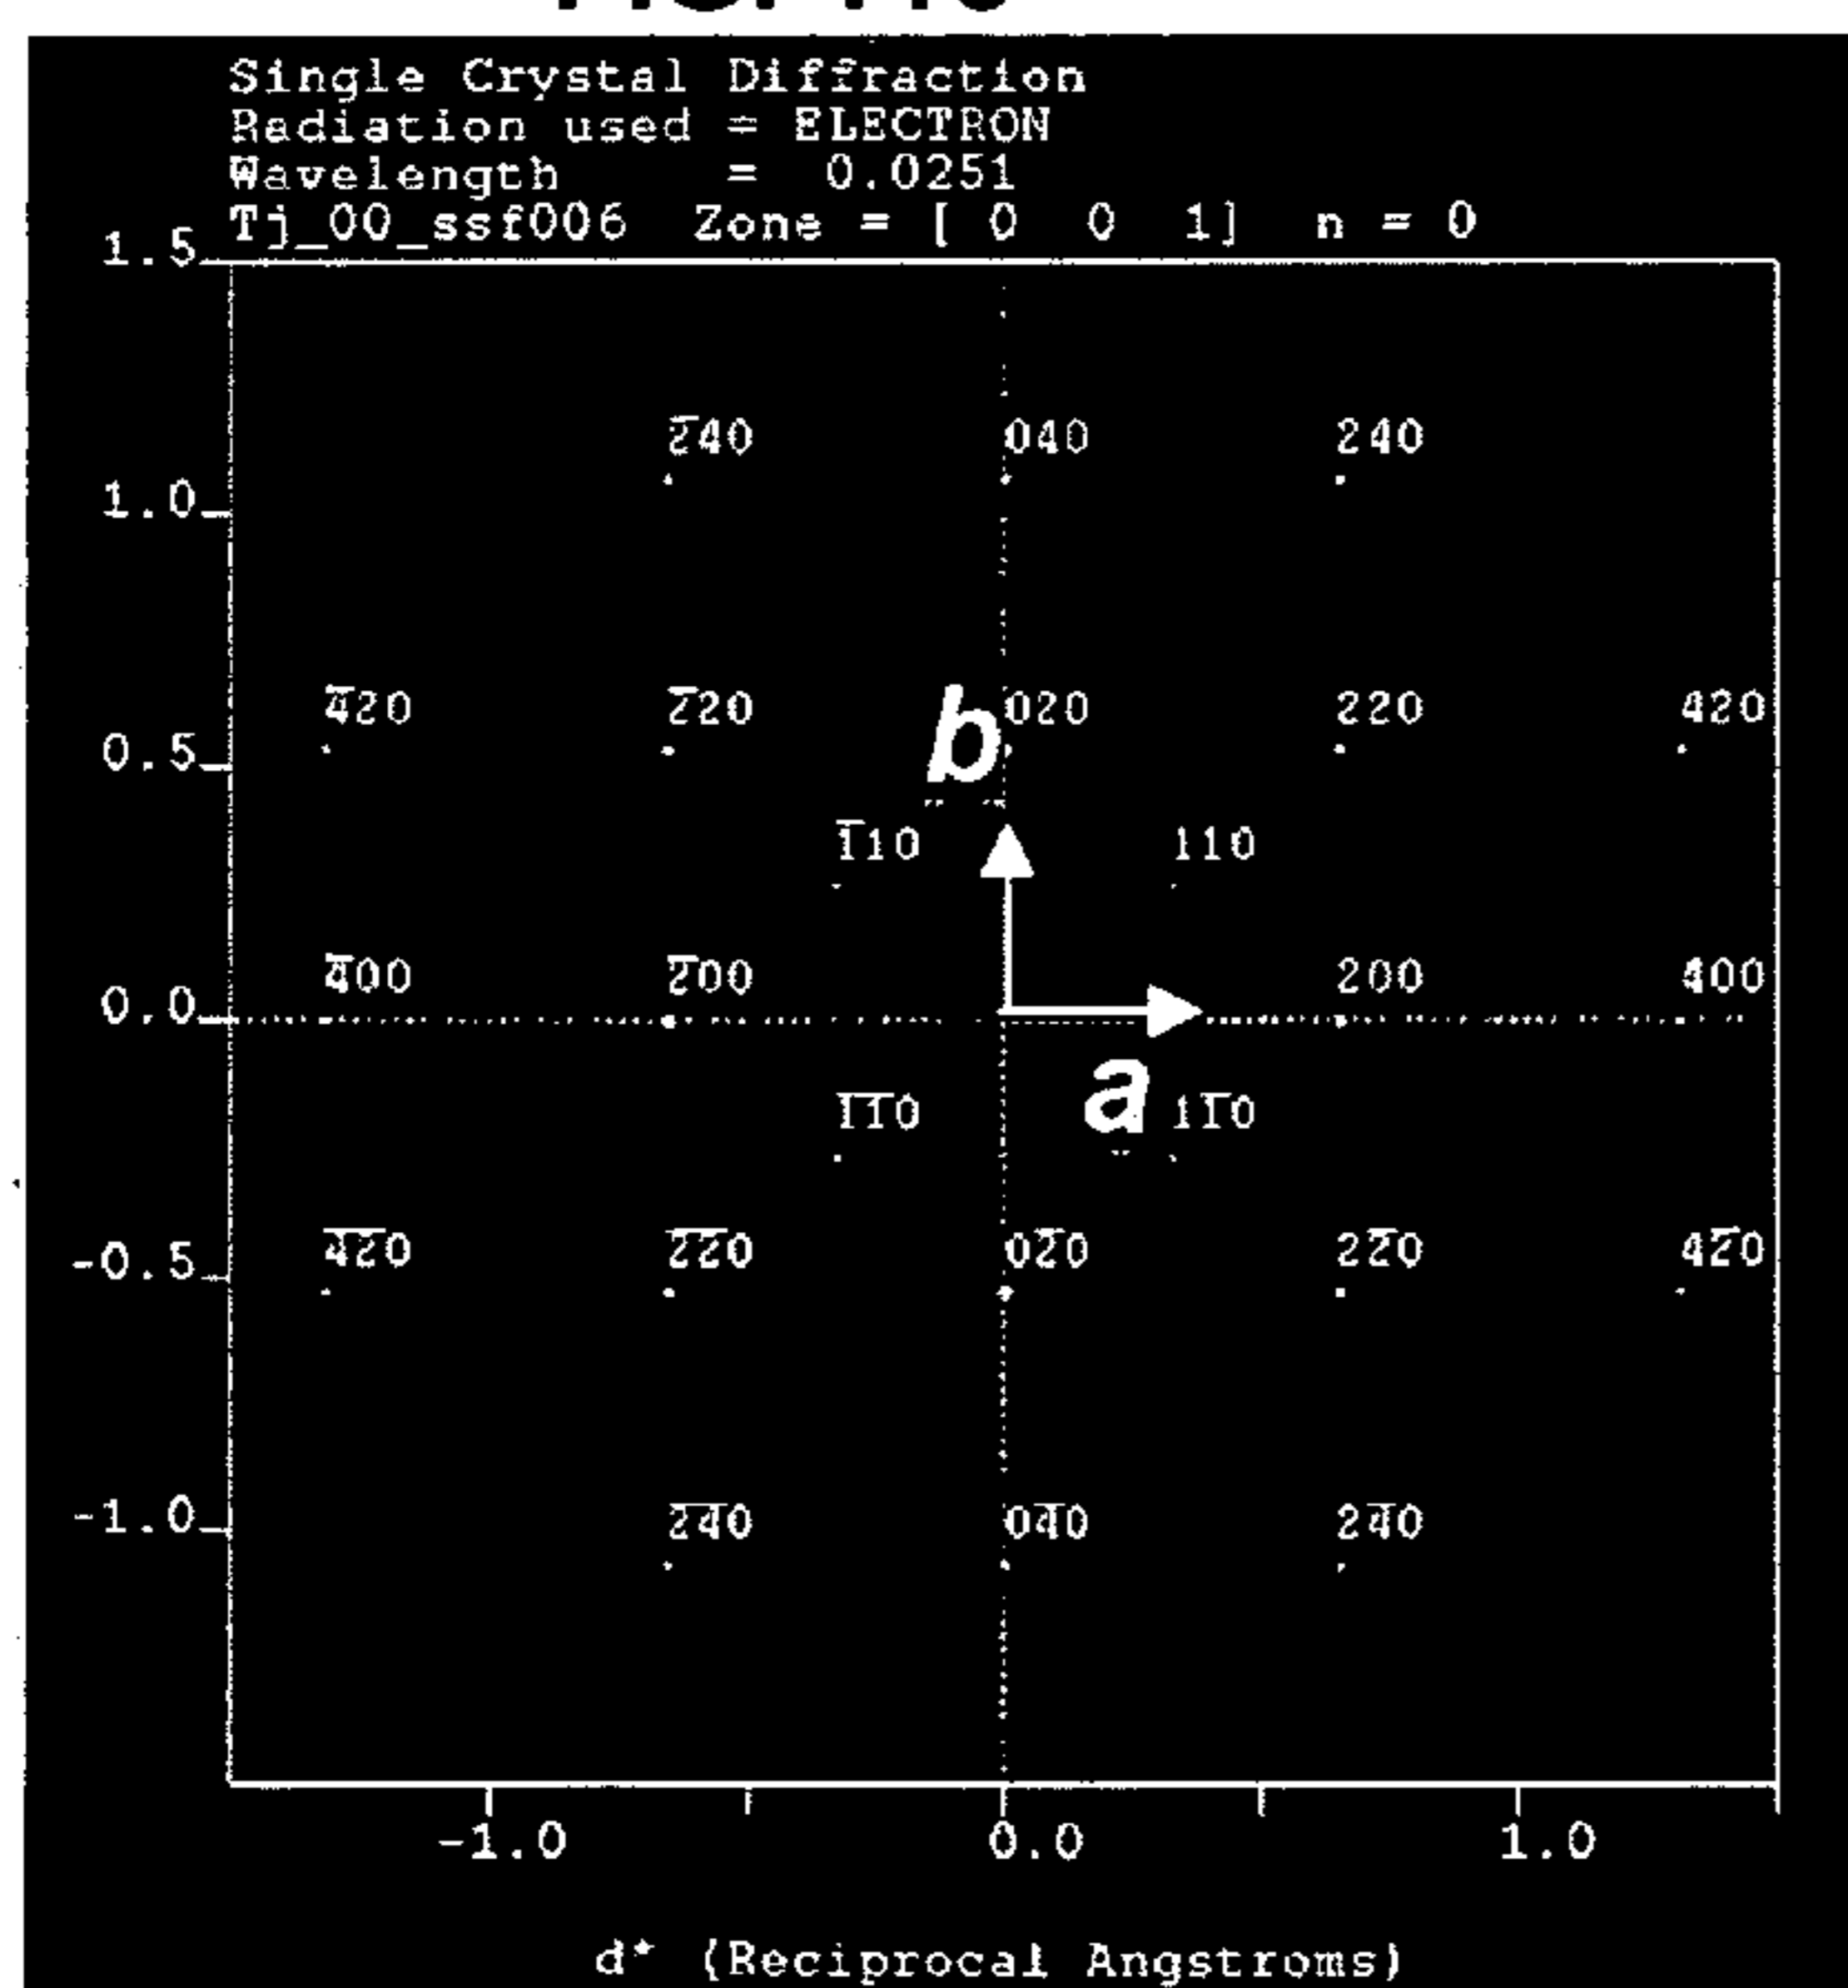 Single Crystal Diffraction
Radiation used = ELECTRON
Wavelength = 0.0251
Tj_00_ssf006 Zone = [ 0 0 1] n = 0
1.5
2̅40 040 240
1.0
4̅20 2̅20 020 220 420
0.5
b
1̅10 110
4̅00 2̅00 200 400
0.0
a
1̅1̅0 11̅0
4̅2̅0 2̅2̅0 02̅0 22̅0 42̅0
-0.5
2̅4̅0 04̅0 24̅0
-1.0
-1.0 0.0 1.0
d* (Reciprocal Angstroms)